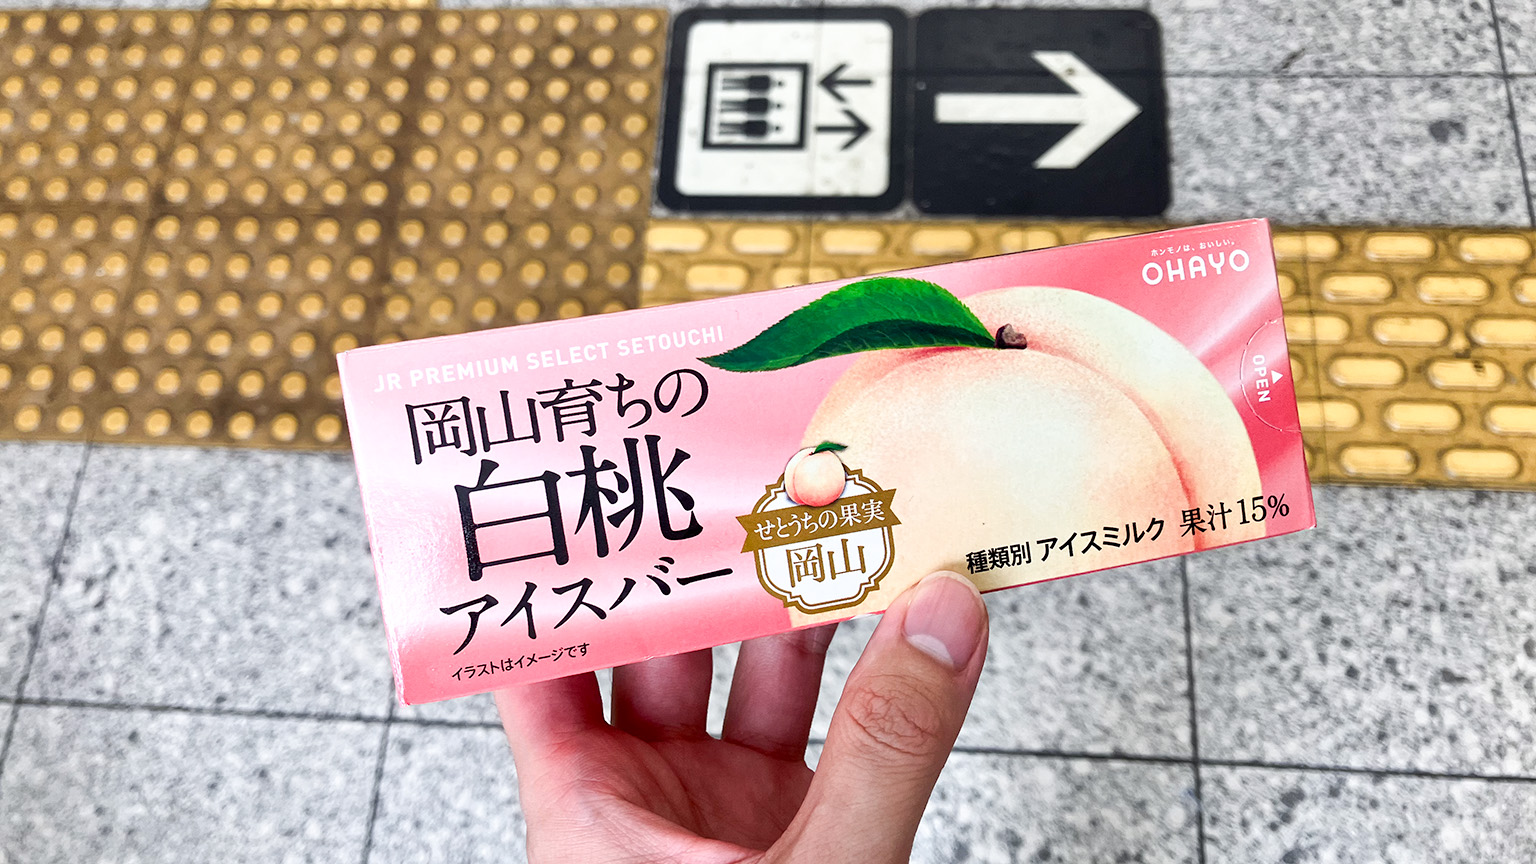 ホンモノは、おいしい。
OHAYO
JR PREMIUM SELECT SETOUCHI
岡山育ちの
白桃
アイスバー
イラストはイメージです
せとうちの果実
岡山
種類別 アイスミルク 果汁15%
OPEN